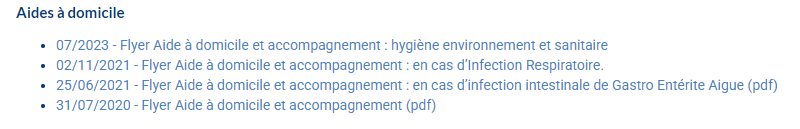 Aides à domicile
07/2023 - Flyer Aide à domicile et accompagnement : hygiène environnement et sanitaire
02/11/2021 - Flyer Aide à domicile et accompagnement : en cas d'Infection Respiratoire.
25/06/2021 - Flyer Aide à domicile et accompagnement : en cas d'infection intestinale de Gastro Entérite Aigue (pdf)
31/07/2020 - Flyer Aide à domicile et accompagnement (pdf)